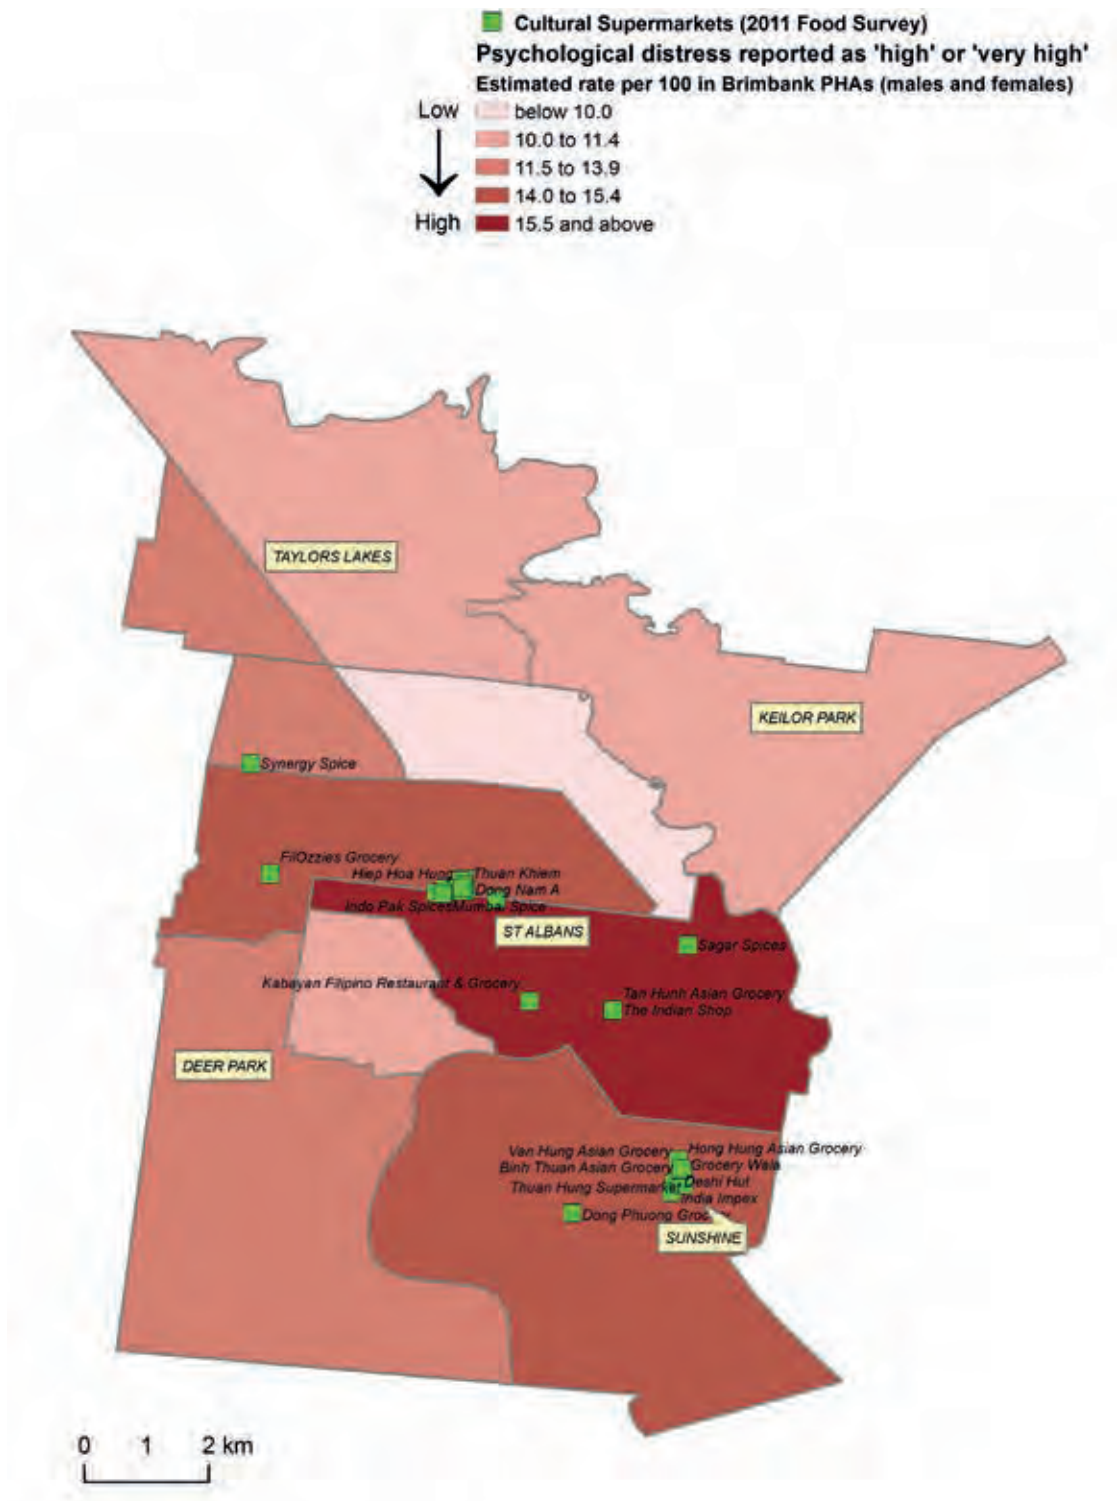 Cultural Supermarkets (2011 Food Survey)
Psychological distress reported as 'high' or 'very high'
Estimated rate per 100 in Brimbank PHAs (males and females)
Low
below 10.0
10.0 to 11.4
11.5 to 13.9
14.0 to 15.4
High
15.5 and above
TAYLORS LAKES
KEILOR PARK
Synergy Spice
FilOzzies Grocery
Hiep Hoa Hung
Thuan Khiem
Dong Nam A
Indo Pak Spices
Mumbai Spice
ST ALBANS
Sagar Spices
Kabayan Filipino Restaurant & Grocery
Tan Hunh Asian Grocery
The Indian Shop
DEER PARK
Van Hung Asian Grocery
Hong Hung Asian Grocery
Binh Thuan Asian Grocery
Grocery Wala
Thuan Hung Supermarket
Deshi Hut
India Impex
Dong Phuong Grocer
SUNSHINE
0 1 2 km